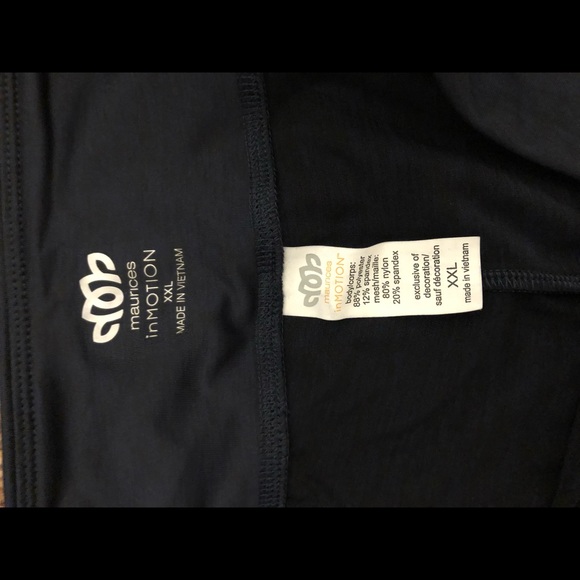 maurices
inMOTION
XXL
MADE IN VIETNAM
maurices
inMOTION™
body/corps:
88% polyester
12% spandex
mesh/maille:
80% nylon
20% spandex
exclusive of
decoration/
sauf décoration
XXL
made in vietnam